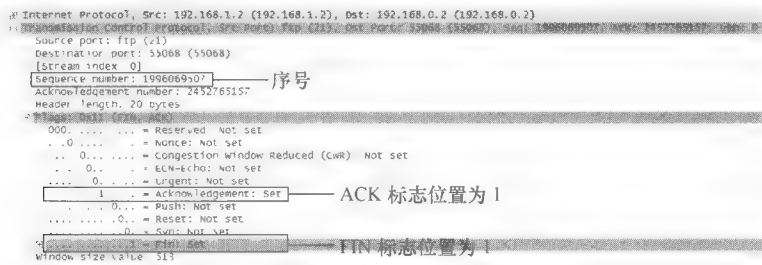 Internet Protocol, Src: 192.168.1.2 (192.168.1.2), Dst: 192.168.0.2 (192.168.0.2)
Transmission Control Protocol, Src Port: ftp (21), Dst Port: 55068 (55068), Seq: 1996069507, Ack: 2452765157, Len: 0
Source port: ftp (21)
Destination port: 55068 (55068)
[Stream index 0]
Sequence number: 1996069507 序号
Acknowledgement number: 2452765157
Header length. 20 bytes
Flags: 0x11 (FIN, ACK)
000. .... .... = Reserved Not set
...0 .... .... = Nonce: Not set
.... 0... .... = Congestion Window Reduced (CWR) Not set
.... .0.. .... = ECN-Echo: Not set
.... ..0. .... = Urgent: Not set
.... ...1 .... = Acknowledgement: Set ACK 标志位置为 1
.... .... 0... = Push: Not set
.... .... .0.. = Reset: Not set
.... .... ..0. = Syn: Not set
.... .... ...1 = Fin: Set FIN 标志位置为 1
Window size value 513